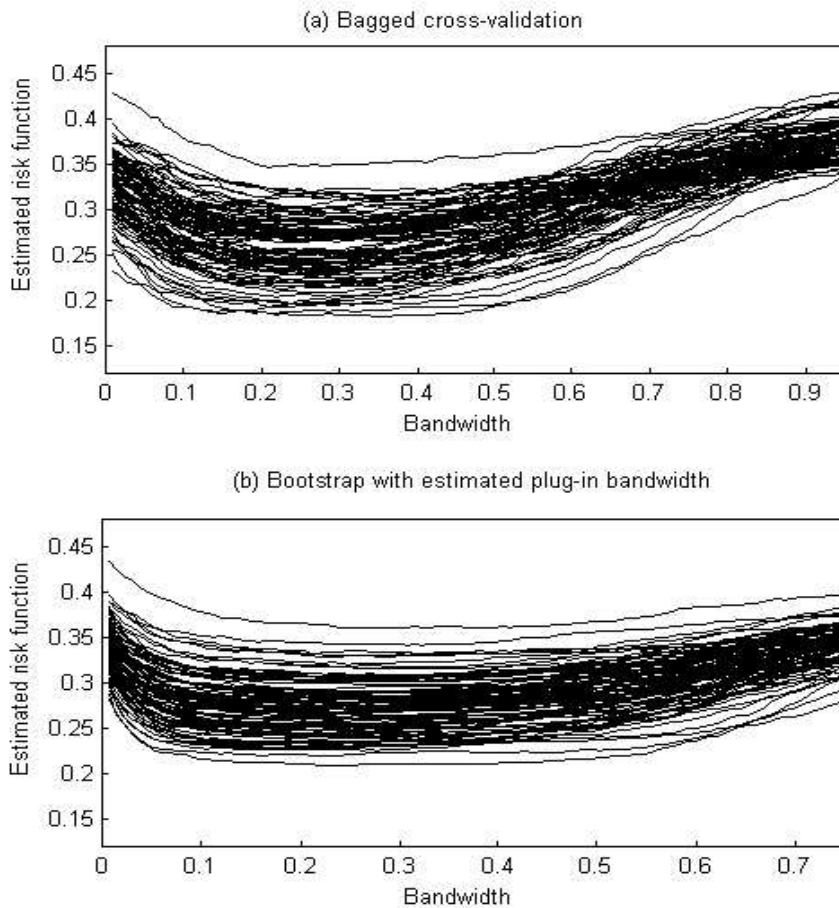 (a) Bagged cross-validation
Estimated risk function
0.45
0.4
0.35
0.3
0.25
0.2
0.15
0 0.1 0.2 0.3 0.4 0.5 0.6 0.7 0.8 0.9
Bandwidth
(b) Bootstrap with estimated plug-in bandwidth
Estimated risk function
0.45
0.4
0.35
0.3
0.25
0.2
0.15
0 0.1 0.2 0.3 0.4 0.5 0.6 0.7
Bandwidth